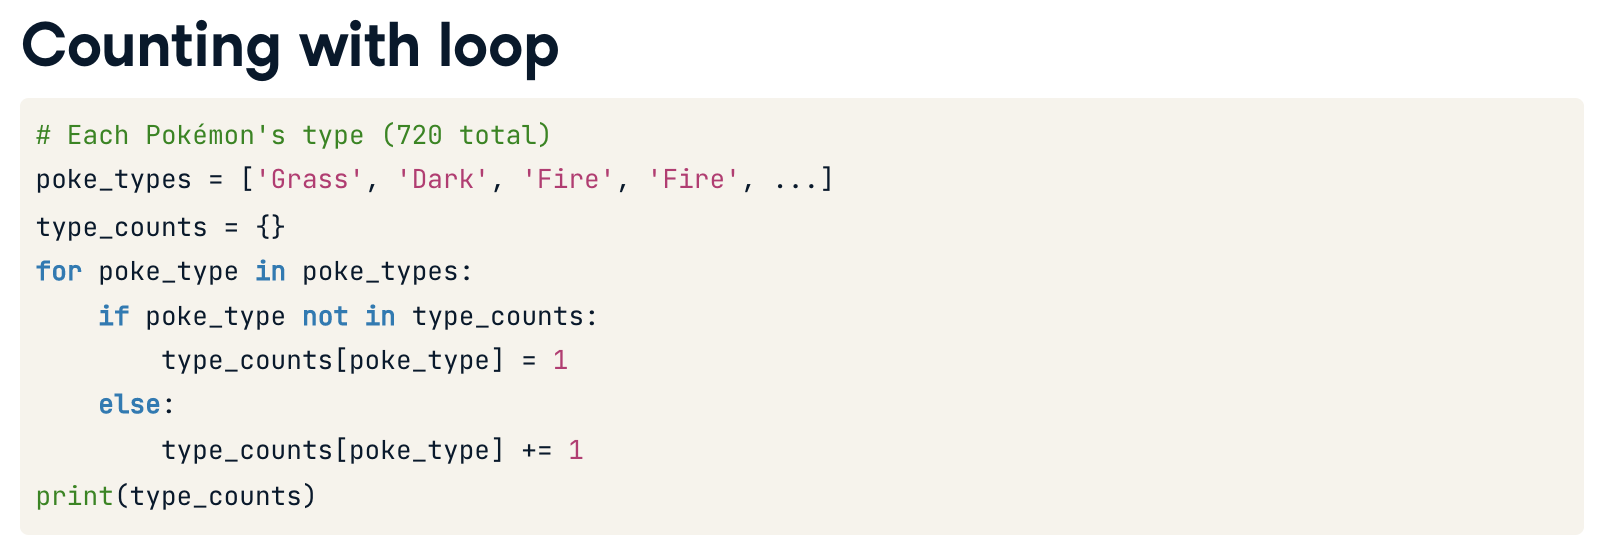 Counting with loop
# Each Pokémon's type (720 total)
poke_types = ['Grass', 'Dark', 'Fire', 'Fire', ...]
type_counts = {}
for poke_type in poke_types:
    if poke_type not in type_counts:
        type_counts[poke_type] = 1
    else:
        type_counts[poke_type] += 1
print(type_counts)